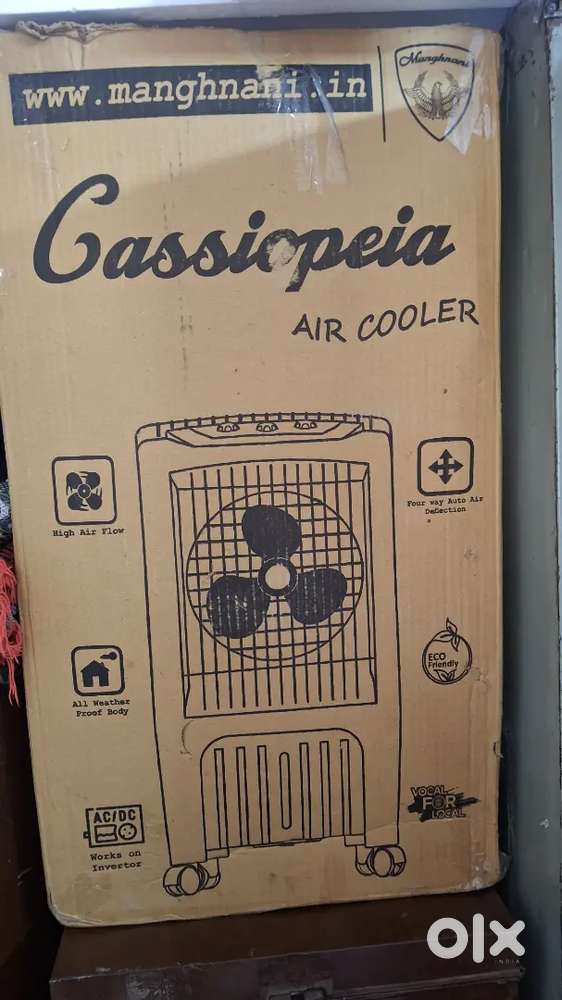 www.manghnani.in
Manghnani
Cassiopeia
AIR COOLER
High Air Flow
Four way Auto Air
Deflection
All Weather
Proof Body
ECO
Friendly
AC/DC
Works on
Invertor
VOCAL
FOR
LOCAL
olx
INDIA